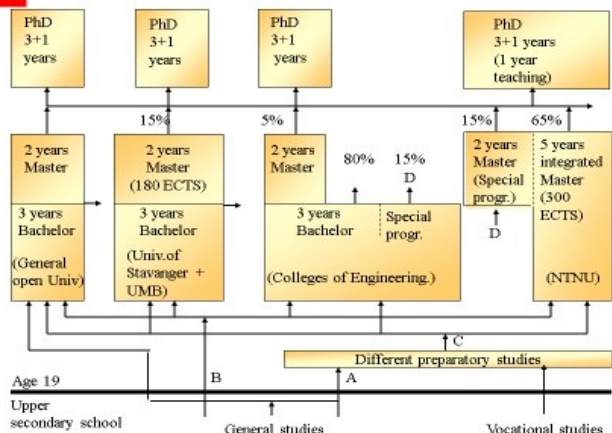 PhD
3+1
years
PhD
3+1
years
PhD
3+1
years
PhD
3+1 years
(1 year
teaching)
15%
5%
15%
65%
2 years
Master
2 years
Master
(180 ECTS)
2 years
Master
80%
15%
D
2 years
Master
(Special
progr.)
5 years
integrated
Master
(300
ECTS)
3 years
Bachelor
3 years
Bachelor
3 years
Bachelor
Special
progr.
D
(General
open Univ)
(Univ.of
Stavanger +
UMB)
(Colleges of Engineering.)
(NTNU)
C
Different preparatory studies
Age 19
B
A
Upper
secondary school
General studies
Vocational studies